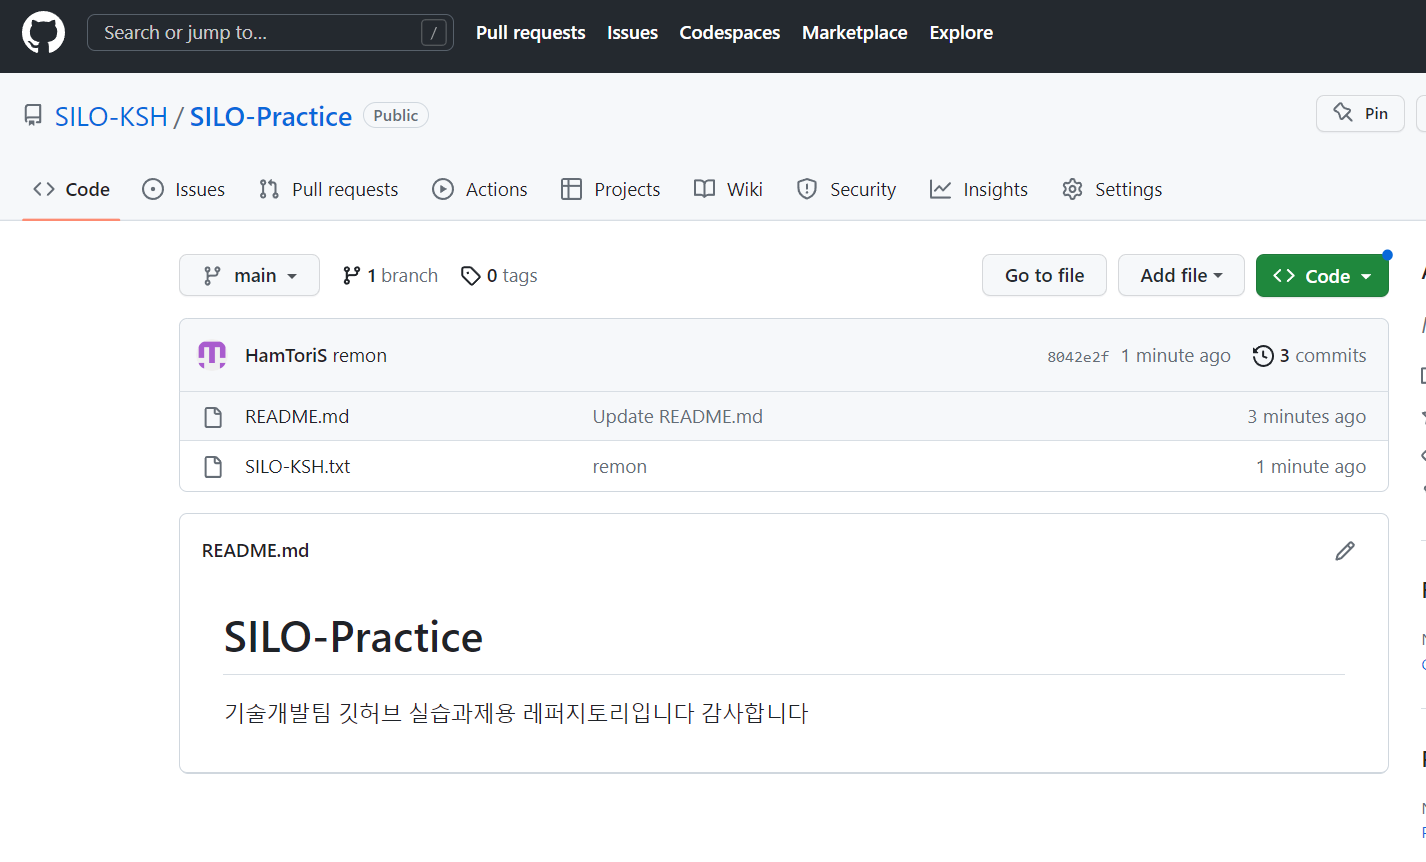 Search or jump to... / Pull requests Issues Codespaces Marketplace Explore
SILO-KSH / SILO-Practice Public Pin
Code Issues Pull requests Actions Projects Wiki Security Insights Settings
main 1 branch 0 tags Go to file Add file Code
HamToriS remon 8042e2f 1 minute ago 3 commits
README.md Update README.md 3 minutes ago
SILO-KSH.txt remon 1 minute ago
README.md
SILO-Practice
기술개발팀 깃허브 실습과제용 레퍼지토리입니다 감사합니다